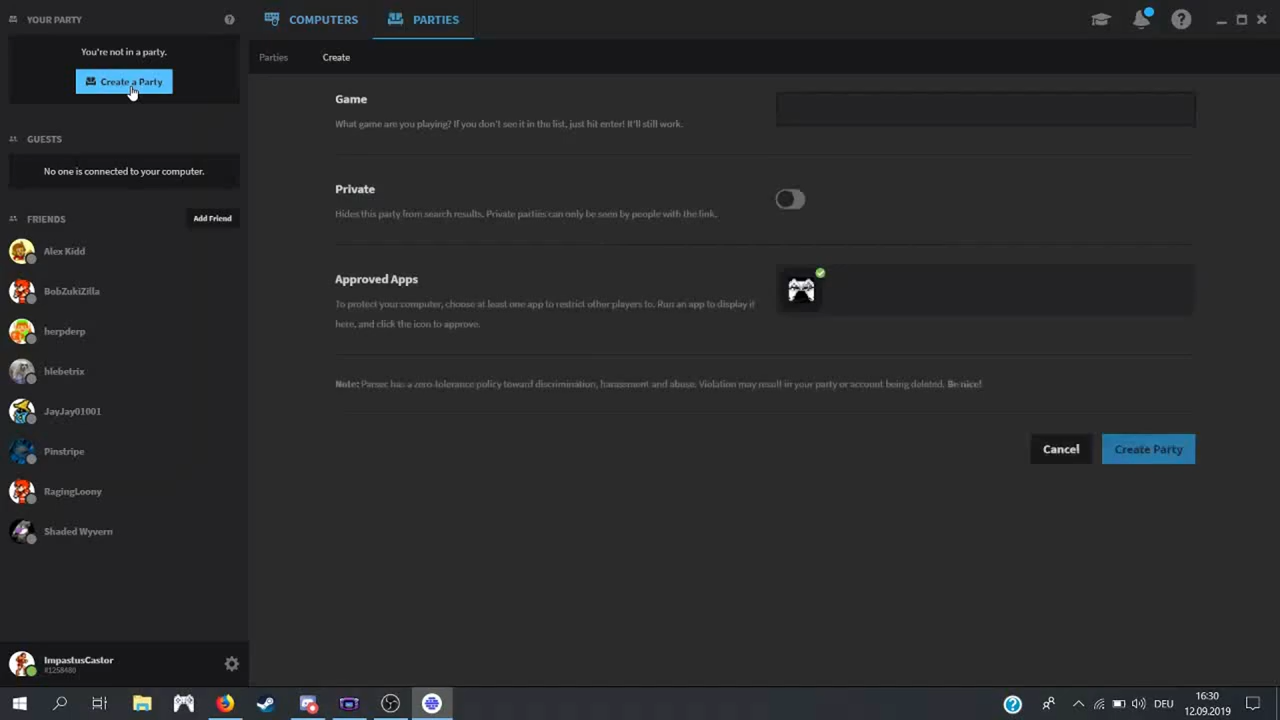 YOUR PARTY
You're not in a party.
Create a Party
GUESTS
No one is connected to your computer.
FRIENDS
Add Friend
Alex Kidd
BobZukiZilla
herpderp
hlebetrix
JayJay01001
Pinstripe
RagingLoony
Shaded Wyvern
ImpastusCastor
#1258480
COMPUTERS
PARTIES
Parties
Create
Game
What game are you playing? If you don't see it in the list, just hit enter! It'll still work.
Private
Hides this party from search results. Private parties can only be seen by people with the link.
Approved Apps
To protect your computer, choose at least one app to restrict other players to. Run an app to display it
here, and click the icon to approve.
Note: Parsec has a zero-tolerance policy toward discrimination, harassment and abuse. Violation may result in your party or account being deleted. Be nice!
Cancel
Create Party
DEU
16:30
12.09.2019